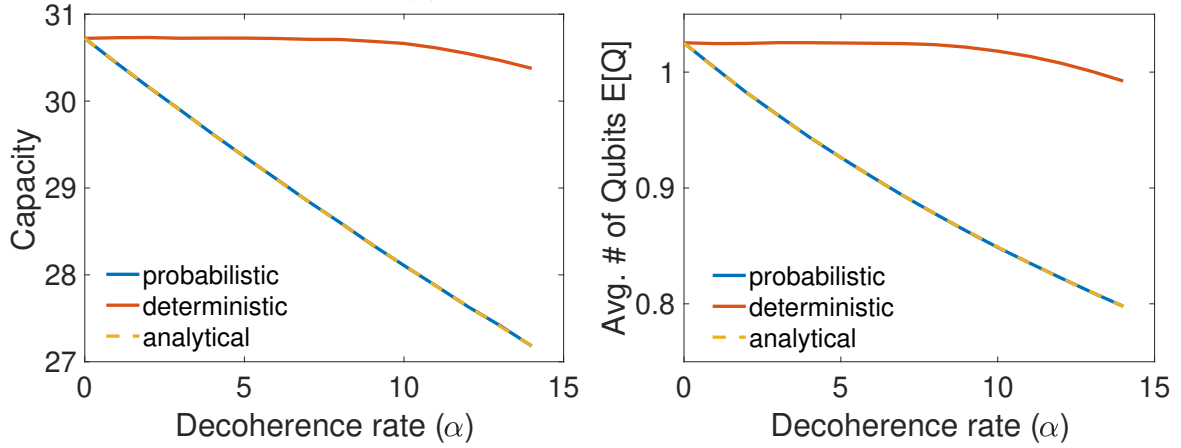 31
30
29
28
27
Capacity
probabilistic
deterministic
analytical
0
5
10
15
Decoherence rate (α)
1
0.9
0.8
Avg. # of Qubits E[Q]
probabilistic
deterministic
analytical
0
5
10
15
Decoherence rate (α)